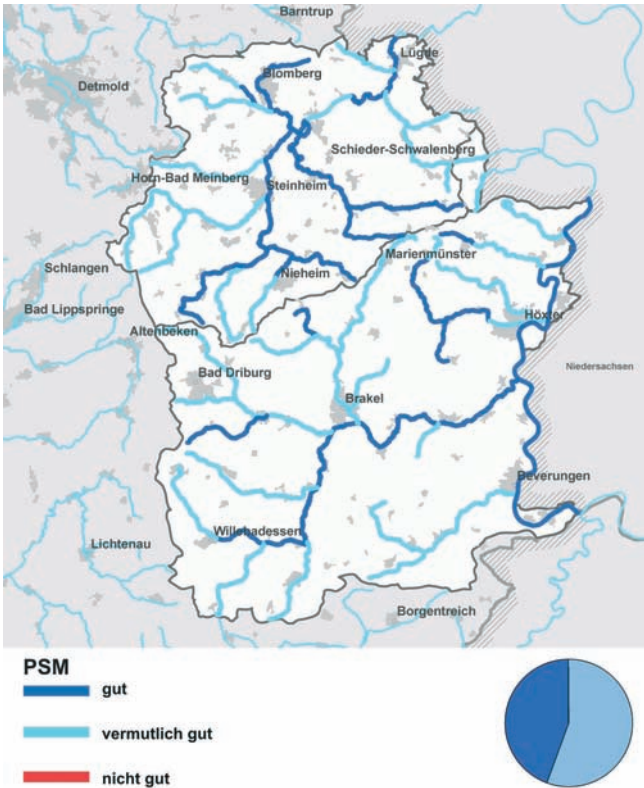 Barntrup
Lügde
Blomberg
Detmold
Schieder-Schwalenberg
Horn-Bad Meinberg
Steinheim
Marienmünster
Schlangen
Nieheim
Bad Lippspringe
Höxter
Altenbeken
Niedersachsen
Bad Driburg
Brakel
Beverungen
Willebadessen
Lichtenau
Borgentreich
PSM
gut
vermutlich gut
nicht gut